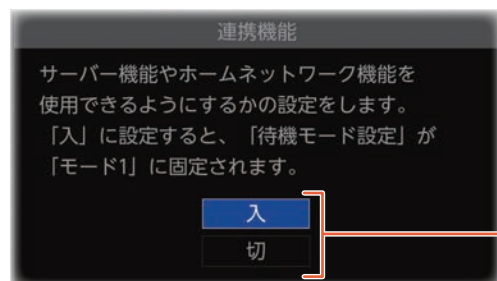 連携機能
サーバー機能やホームネットワーク機能を
使用できるようにするかの設定をします。
「入」に設定すると、「待機モード設定」が
「モード1」に固定されます。
入
切